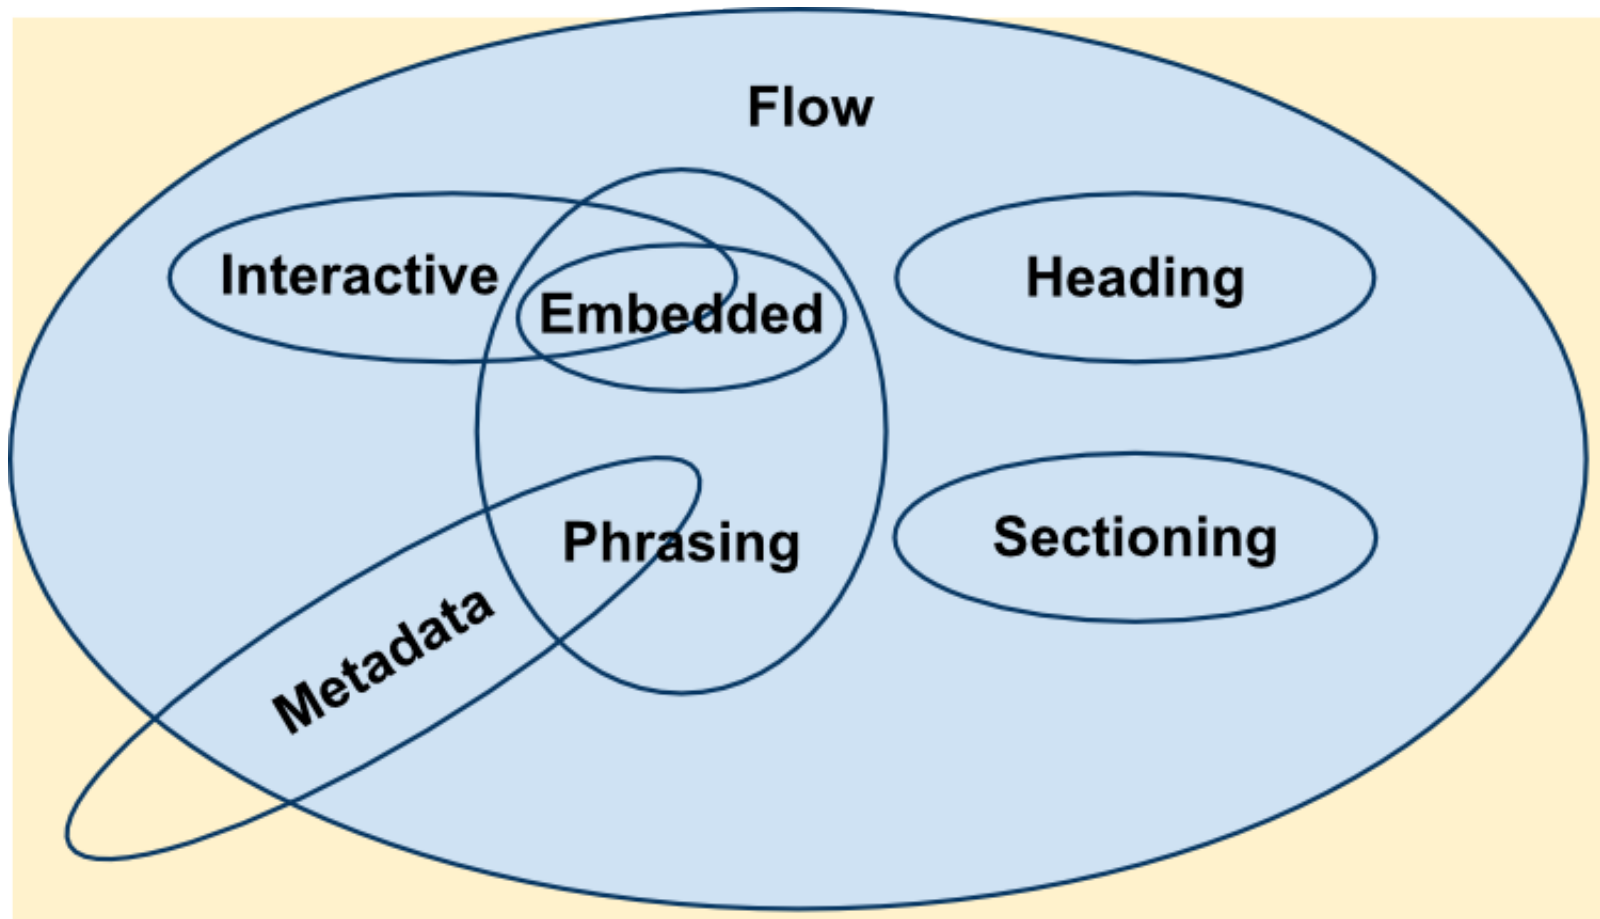 Flow
Interactive
Embedded
Heading
Phrasing
Sectioning
Metadata